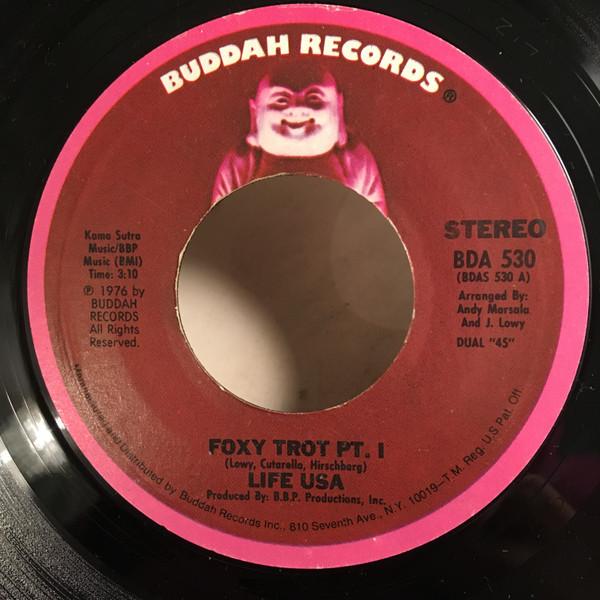 BUDDAH RECORDS®
Kama Sutra
Music/BBP
Music (BMI)
Time: 3:10
℗ 1976 by
BUDDAH
RECORDS
All Rights
Reserved.
STEREO
BDA 530
(BDAS 530 A)
Arranged By:
Andy Marsala
And J. Lowy
DUAL "45"
FOXY TROT PT. I
(Lowy, Cutarella, Hirschberg)
LIFE USA
Produced By: B.B.P. Productions, Inc.
Manufactured and Distributed by Buddah Records Inc., 810 Seventh Ave., N.Y. 10019—T.M. Reg. U.S. Pat. Off.